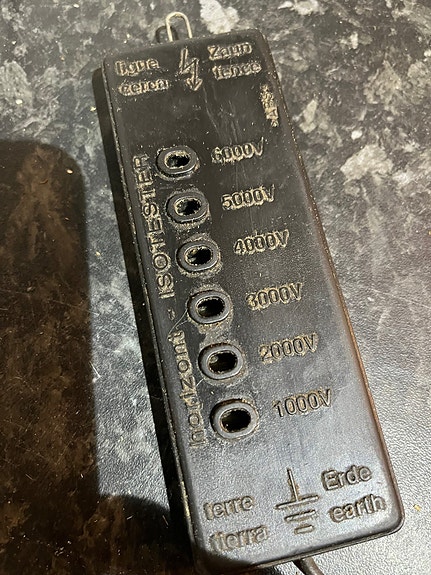 ligne Zaun
cerca fence
6000V
5000V
4000V
3000V
2000V
1000V
horizont - ISOTESTER
terre Erde
tierra earth